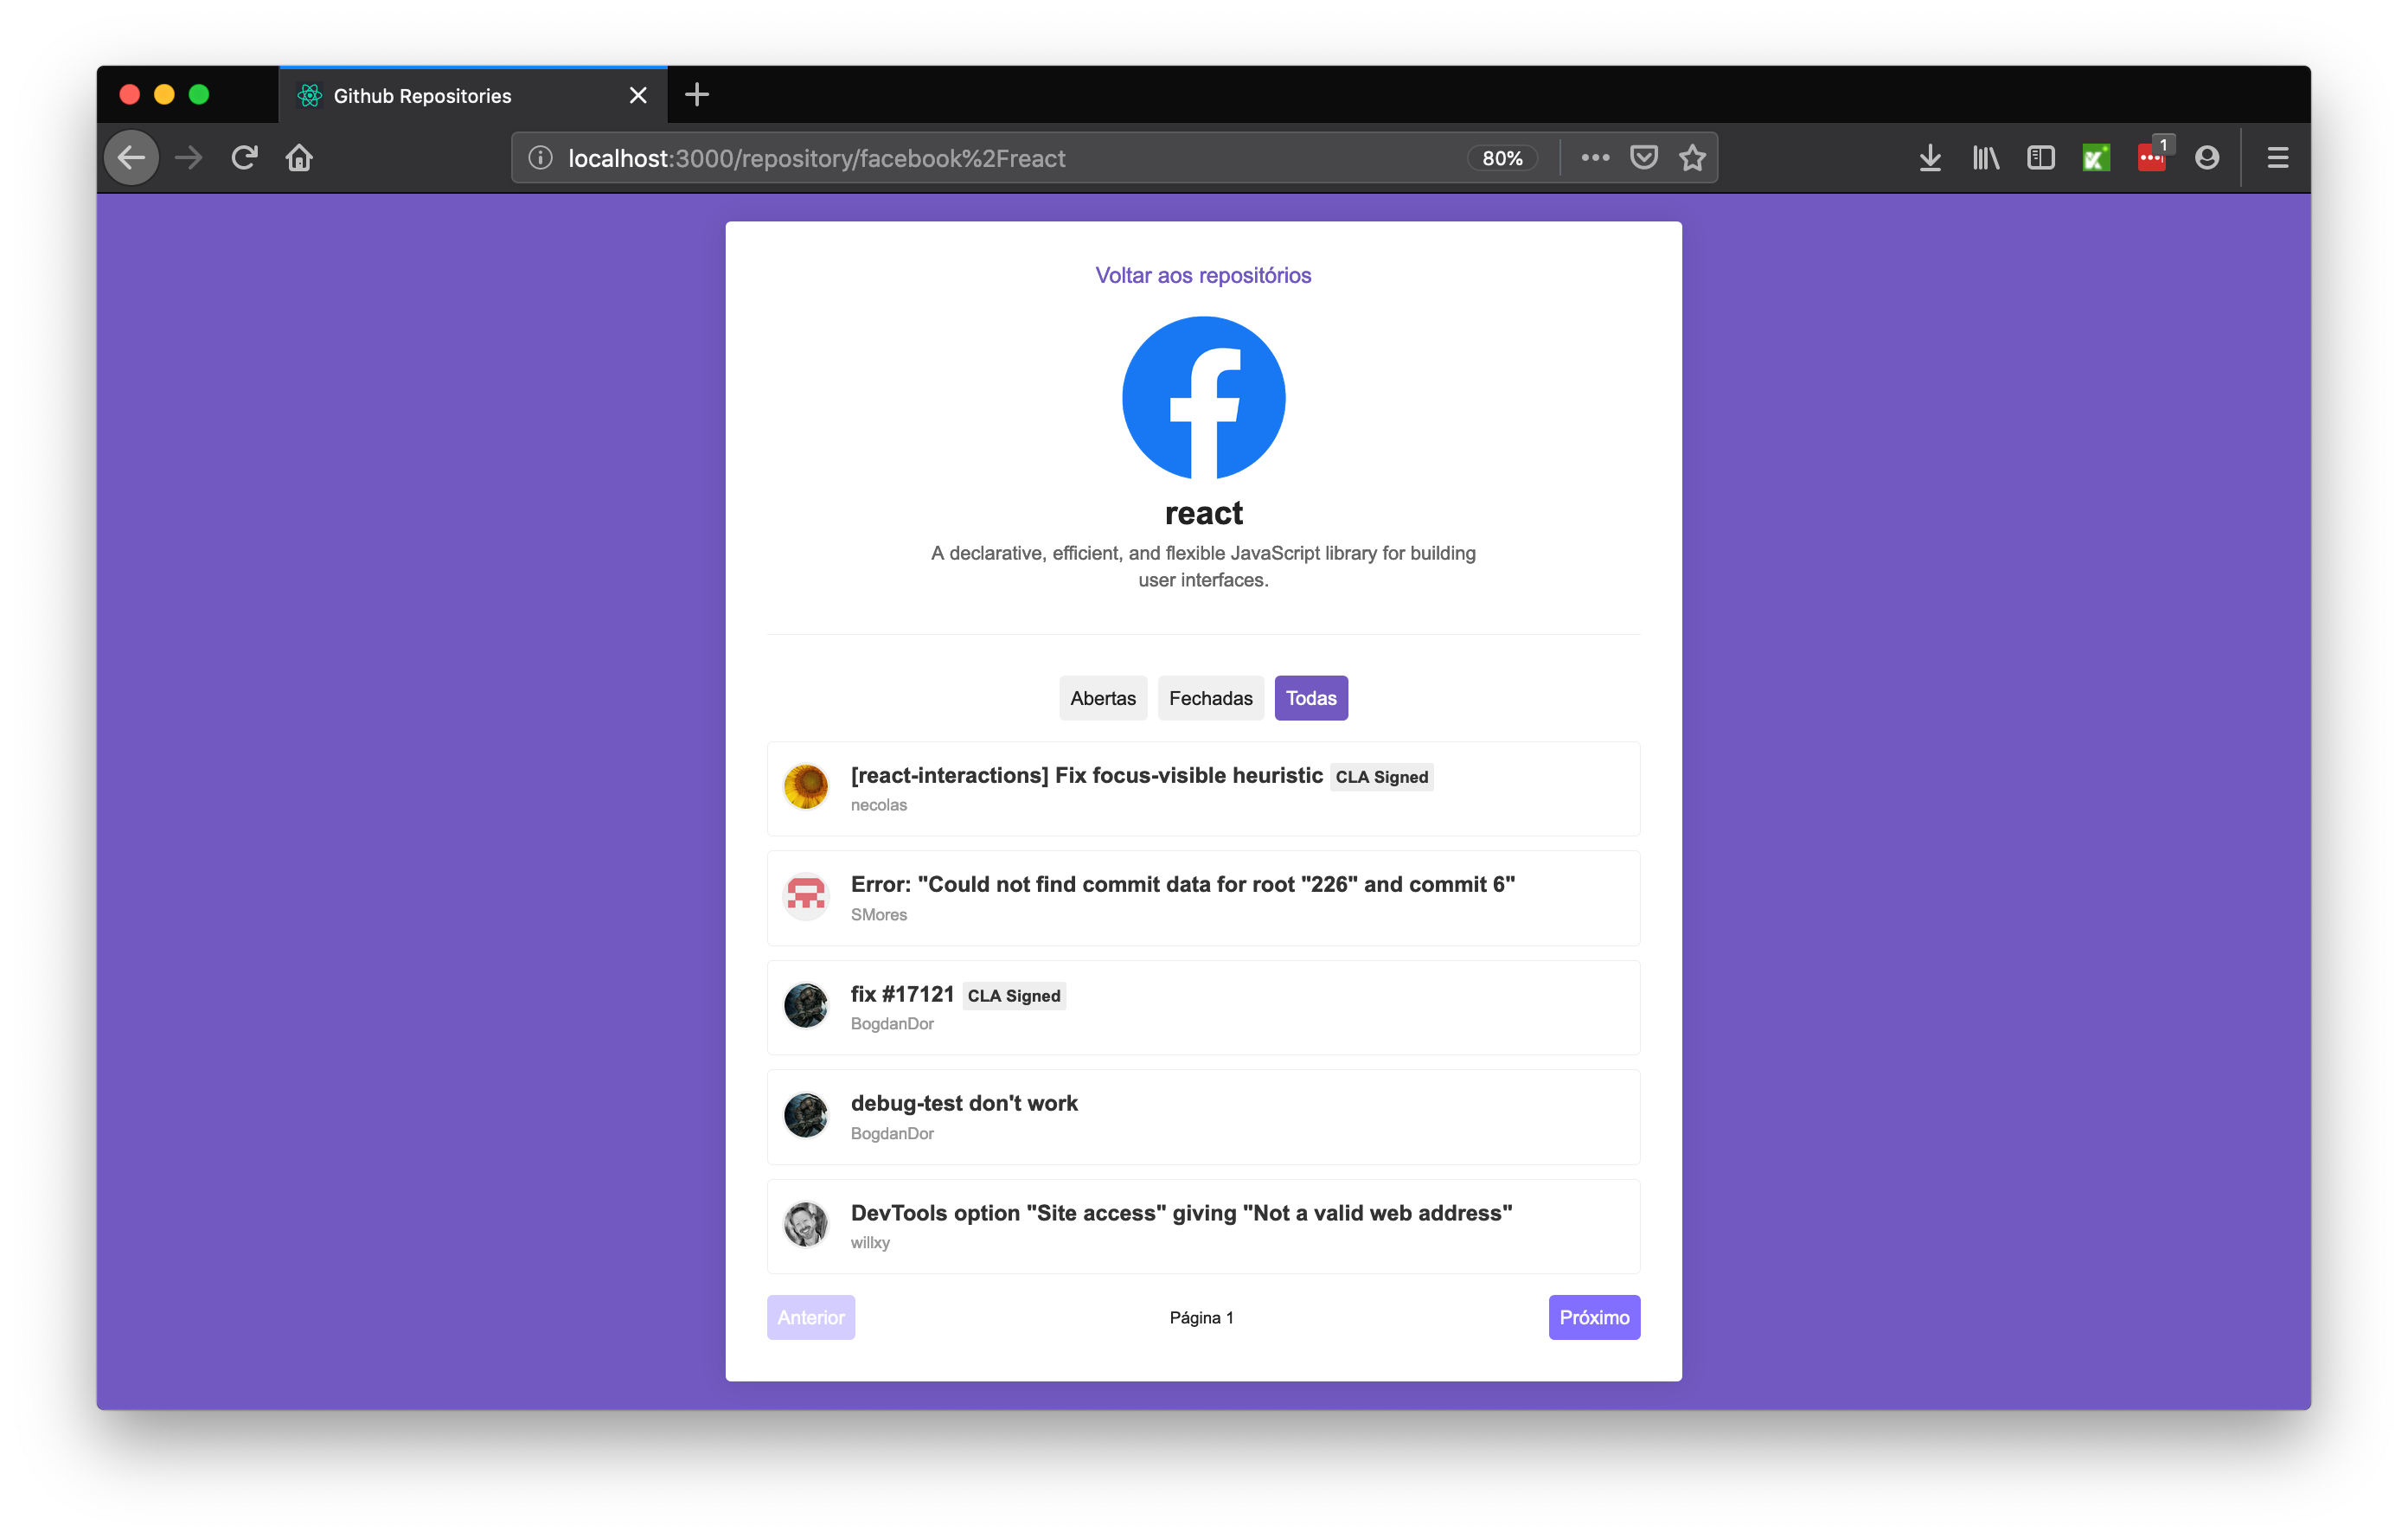 Github Repositories
localhost:3000/repository/facebook%2Freact
80%
1
Voltar aos repositórios
react
A declarative, efficient, and flexible JavaScript library for building
user interfaces.
Abertas Fechadas Todas
[react-interactions] Fix focus-visible heuristic CLA Signed
necolas
Error: "Could not find commit data for root "226" and commit 6"
SMores
fix #17121 CLA Signed
BogdanDor
debug-test don't work
BogdanDor
DevTools option "Site access" giving "Not a valid web address"
willxy
Anterior Página 1 Próximo